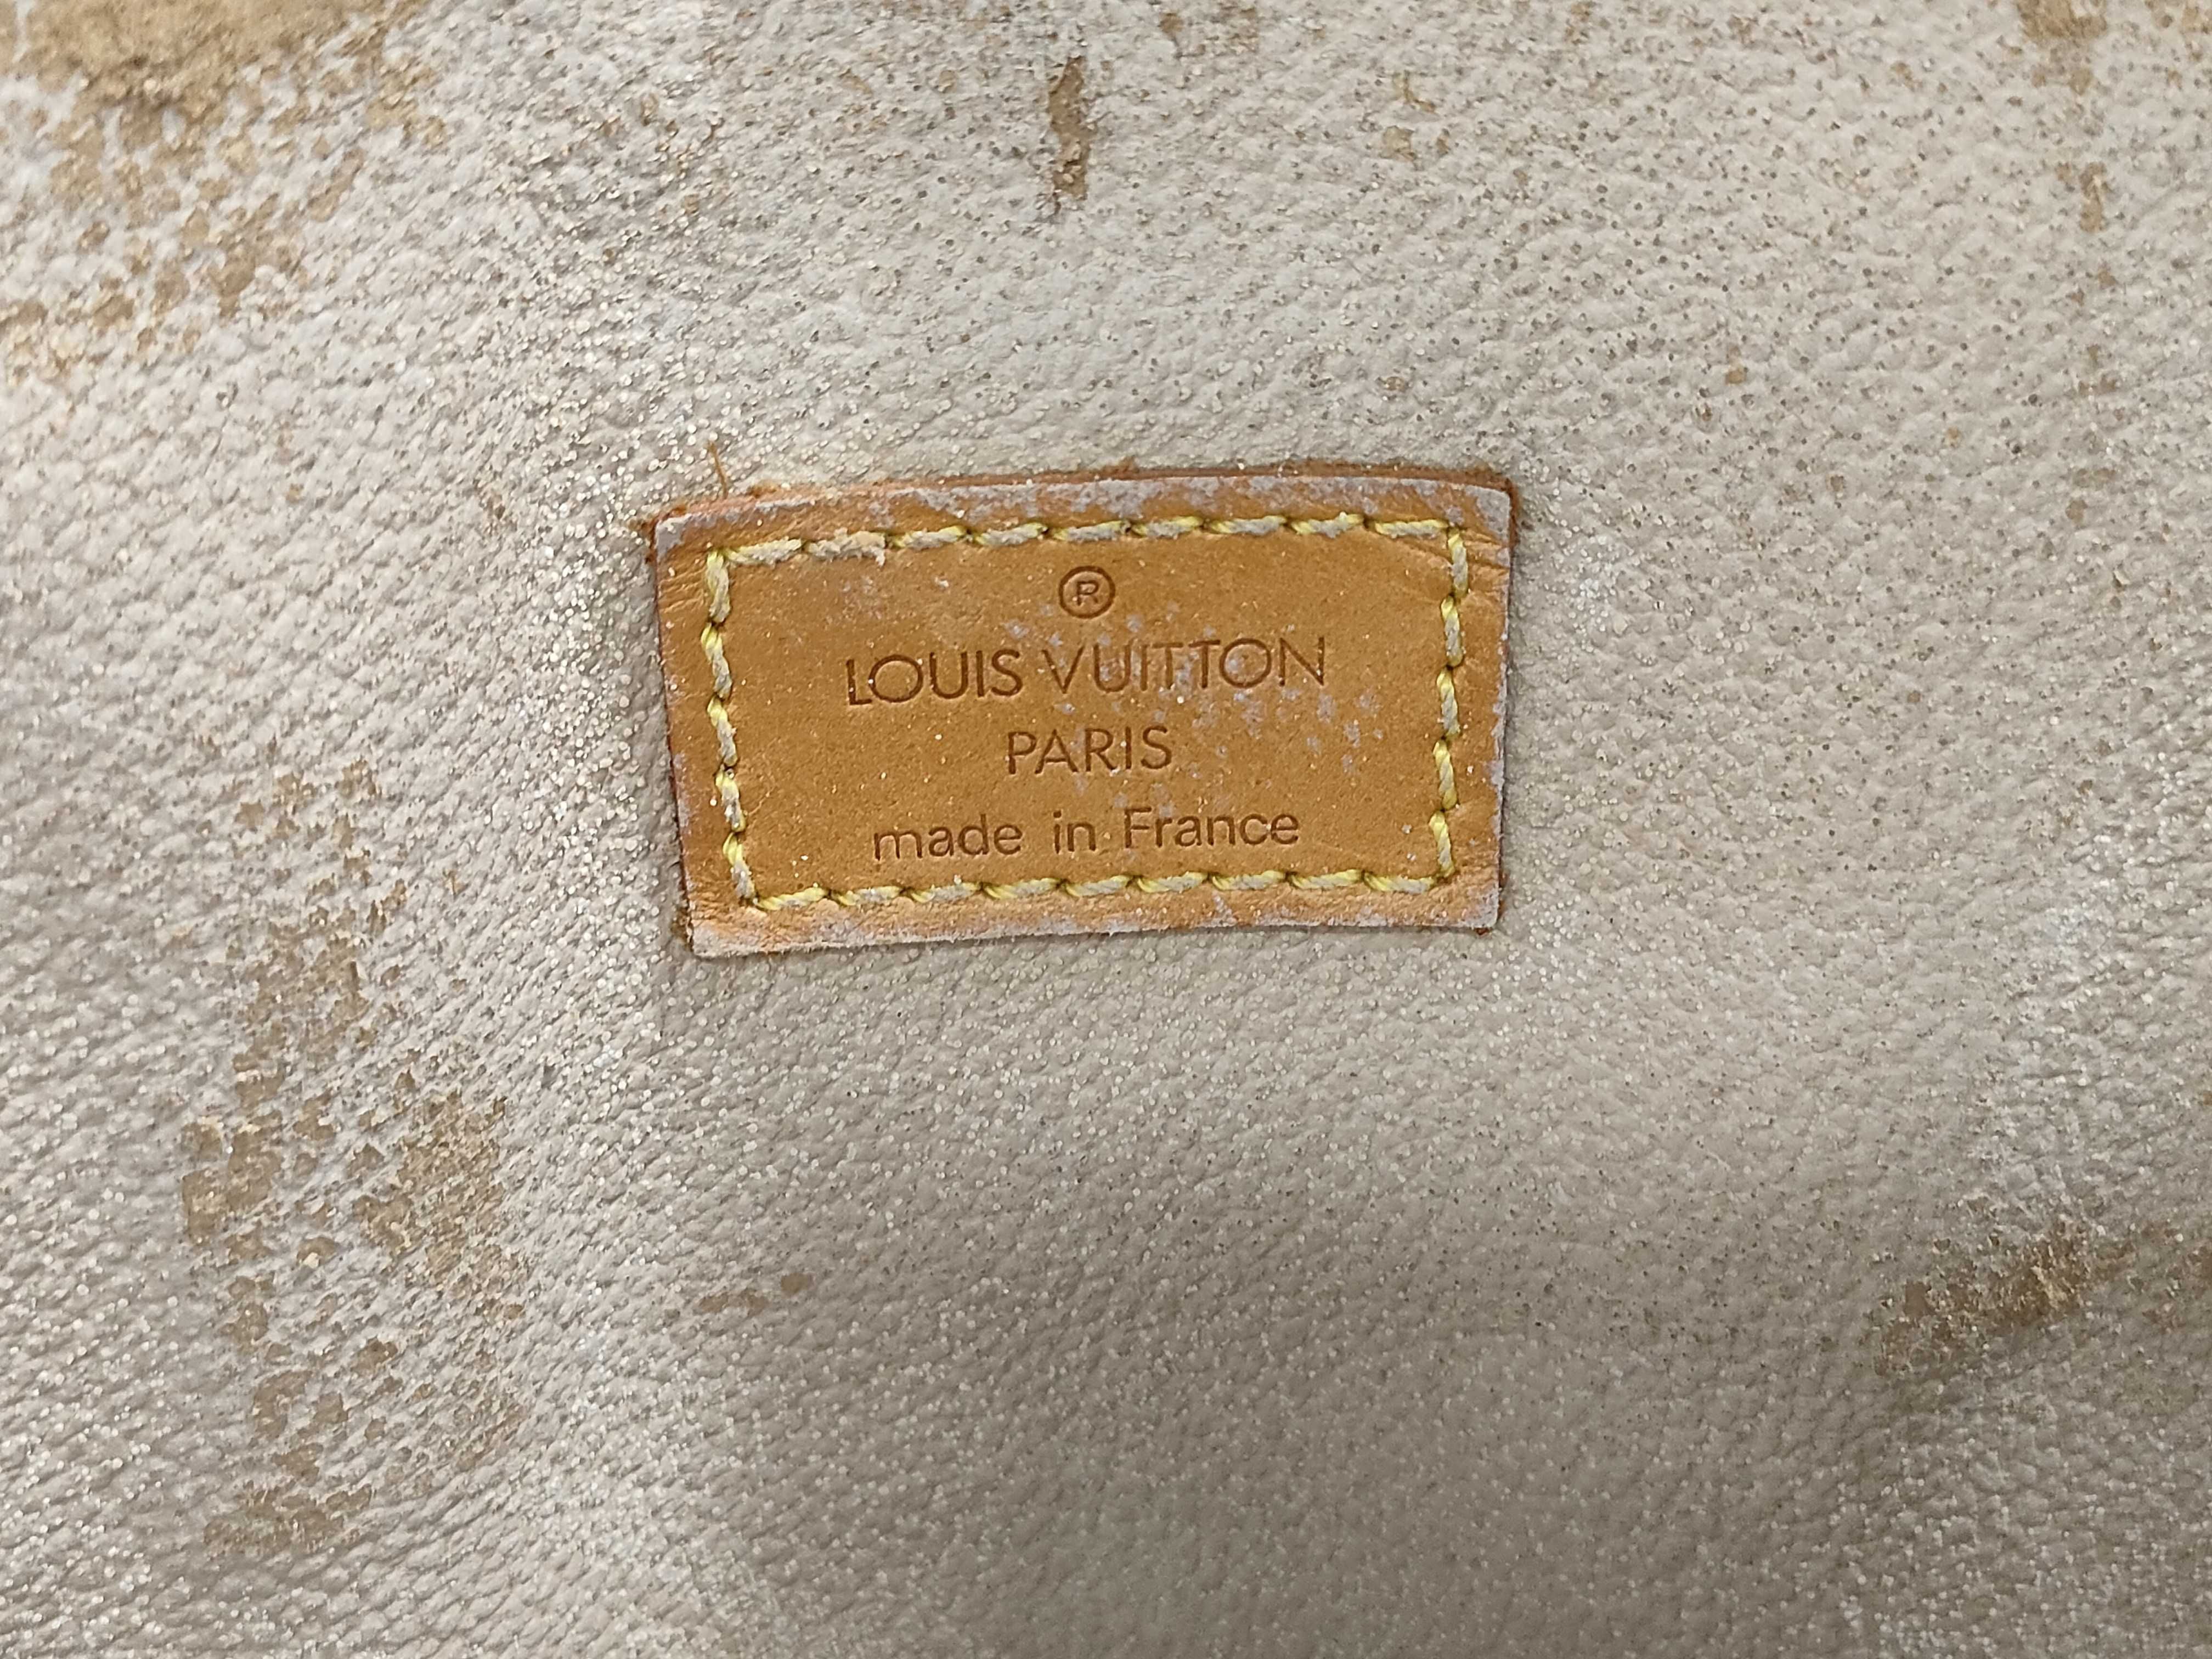 ®
LOUIS VUITTON
PARIS
made in France